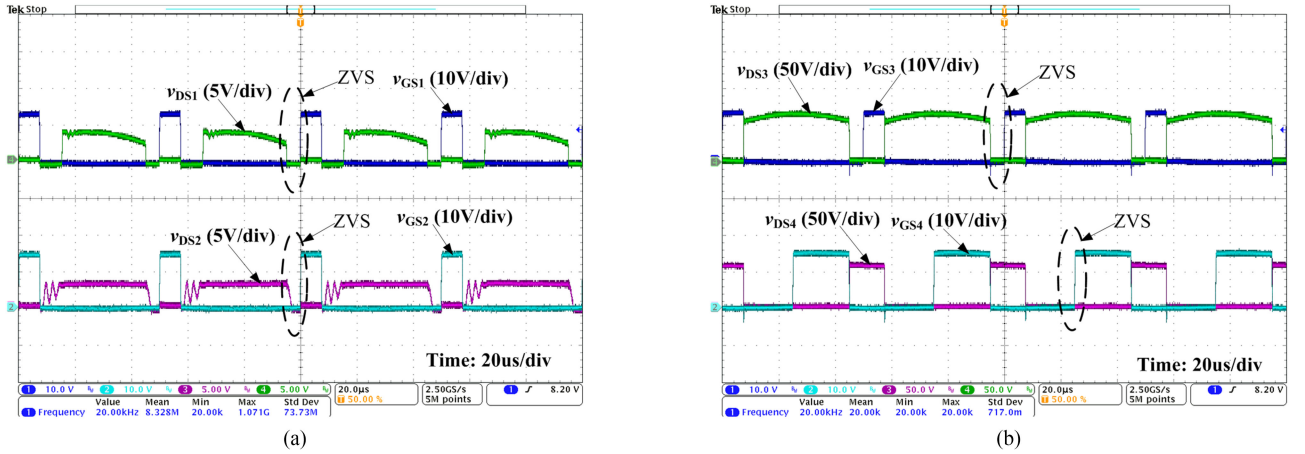 Tek Stop
ZVS
vGS1 (10V/div)
vDS1 (5V/div)
ZVS
vGS2 (10V/div)
vDS2 (5V/div)
Time: 20us/div
1 10.0 V 2 10.0 V 3 5.00 V 4 5.00 V
20.0µs
T 50.00 %
2.50GS/s
5M points
1 8.20 V
Value Mean Min Max Std Dev
1 Frequency 20.00kHz 8.328M 20.00k 1.071G 73.73M
(a)
Tek Stop
vDS3 (50V/div)
vGS3 (10V/div)
ZVS
vDS4 (50V/div)
vGS4 (10V/div)
ZVS
Time: 20us/div
1 10.0 V 2 10.0 V 3 50.0 V 4 50.0 V
20.0µs
T 50.00 %
2.50GS/s
5M points
1 8.20 V
Value Mean Min Max Std Dev
1 Frequency 20.00kHz 20.00k 20.00k 20.00k 717.0m
(b)